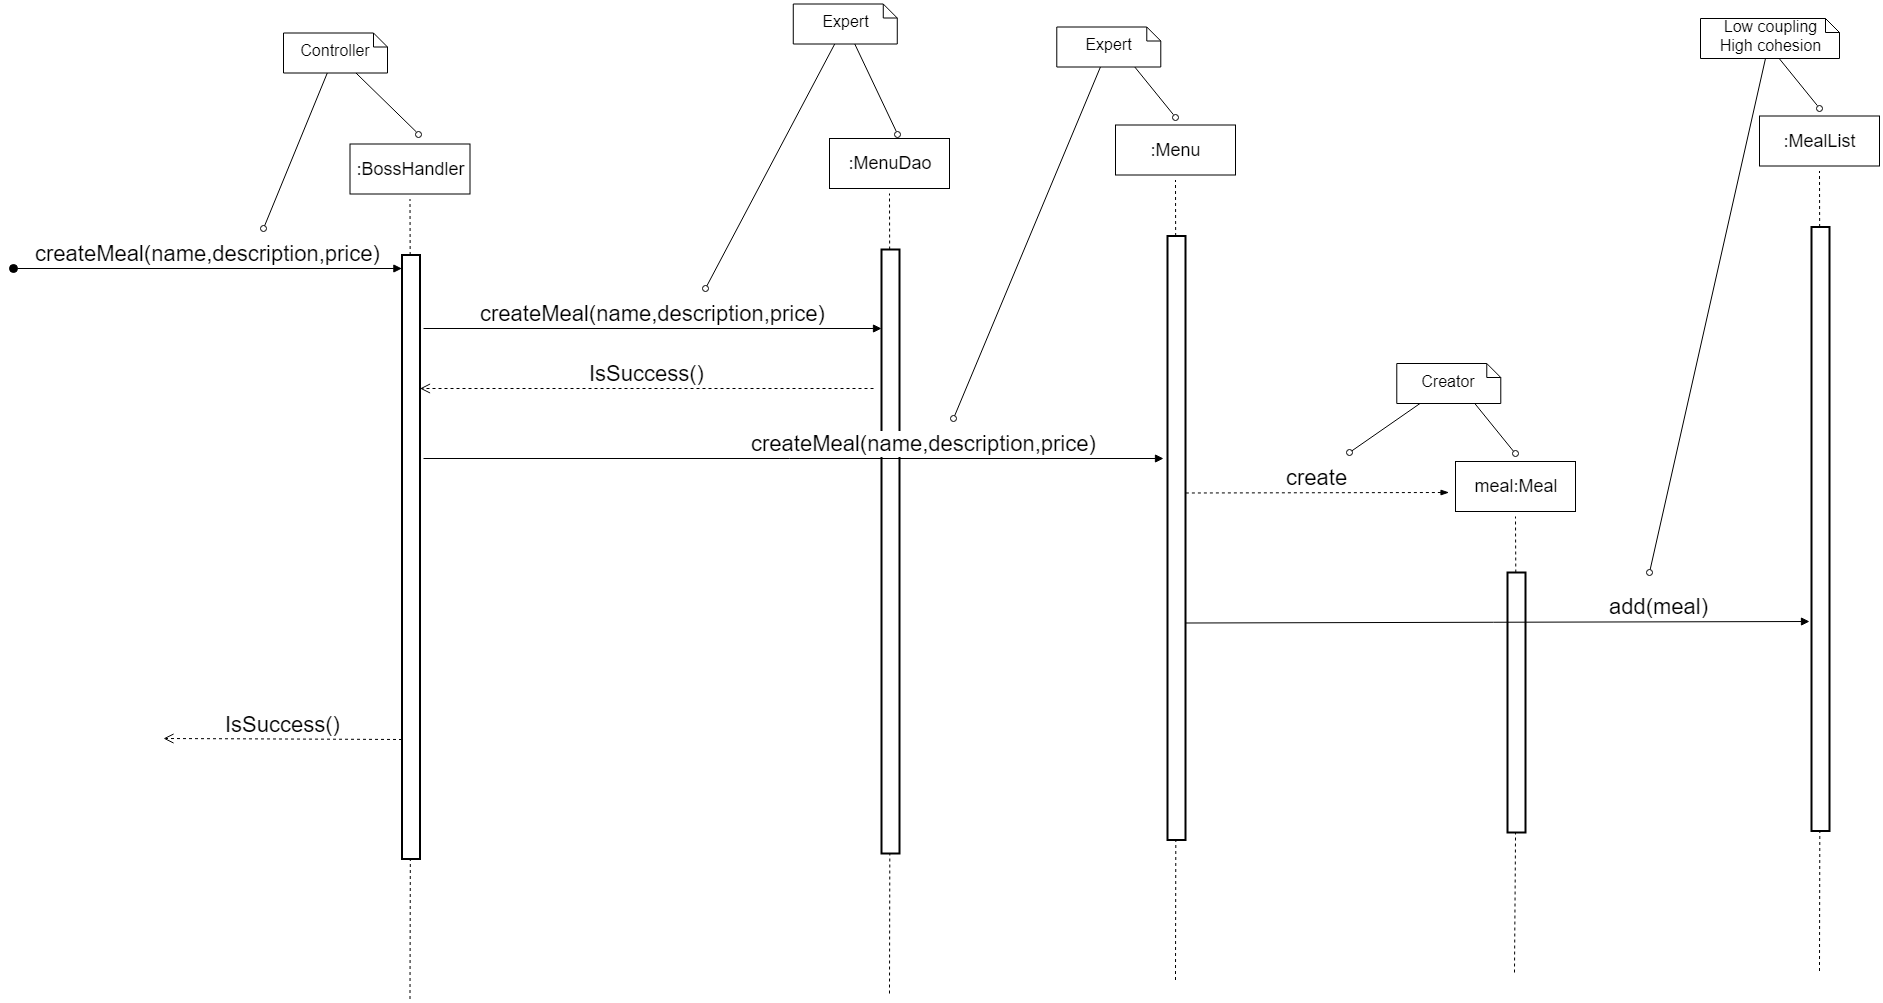 Controller
Expert
Expert
Low coupling
High cohesion
:BossHandler
:MenuDao
:Menu
:MealList
createMeal(name,description,price)
createMeal(name,description,price)
IsSuccess()
createMeal(name,description,price)
Creator
create
meal:Meal
add(meal)
IsSuccess()